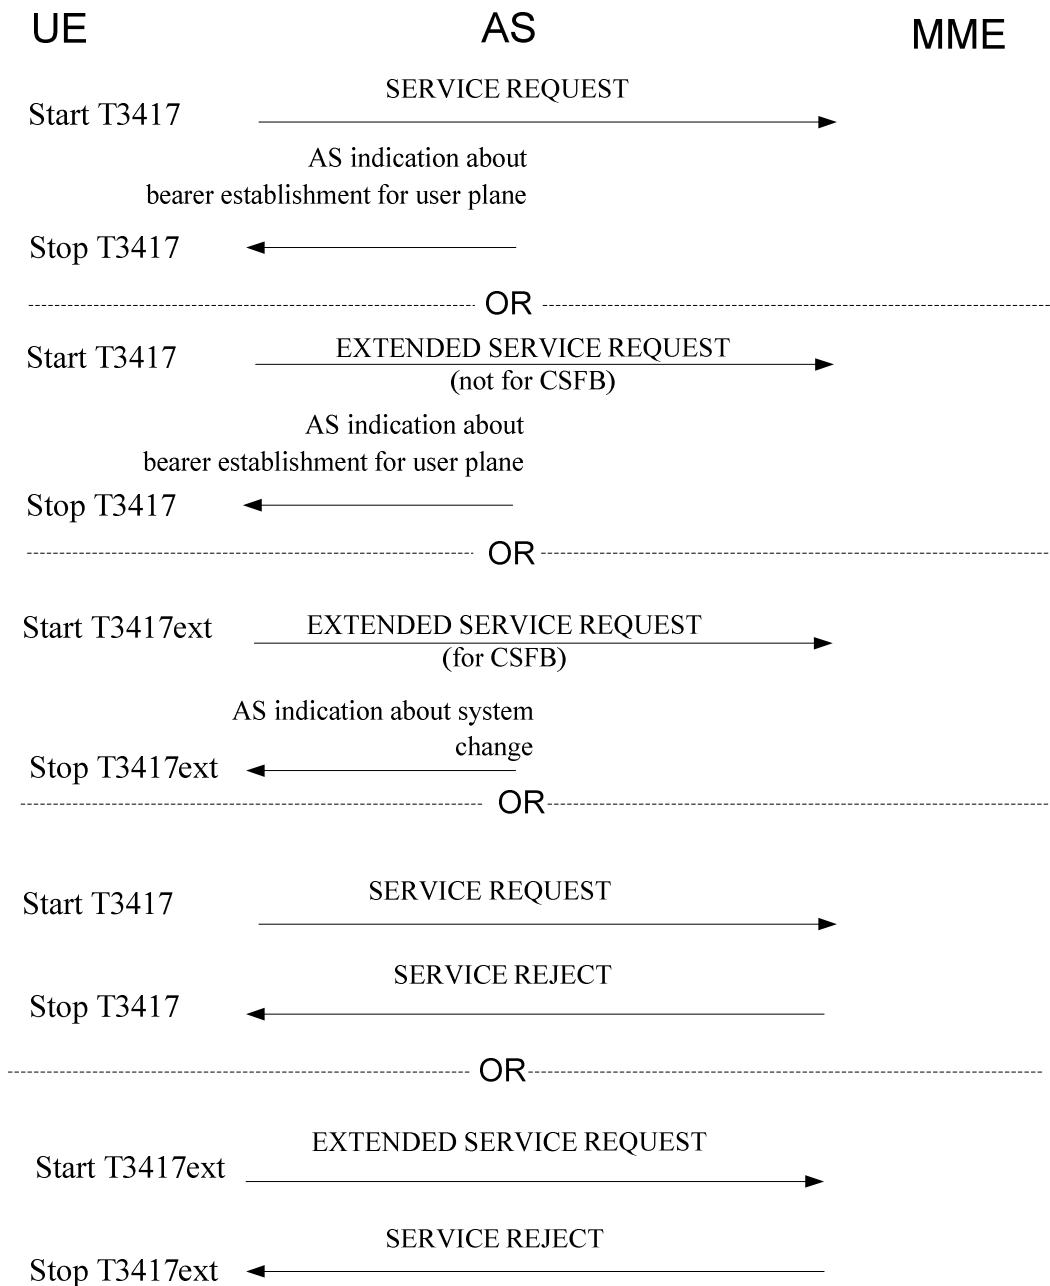 UE AS MME
SERVICE REQUEST
Start T3417
AS indication about
bearer establishment for user plane
Stop T3417
OR
Start T3417
EXTENDED SERVICE REQUEST
(not for CSFB)
AS indication about
bearer establishment for user plane
Stop T3417
OR
Start T3417ext
EXTENDED SERVICE REQUEST
(for CSFB)
AS indication about system
change
Stop T3417ext
OR
SERVICE REQUEST
Start T3417
SERVICE REJECT
Stop T3417
OR
EXTENDED SERVICE REQUEST
Start T3417ext
SERVICE REJECT
Stop T3417ext